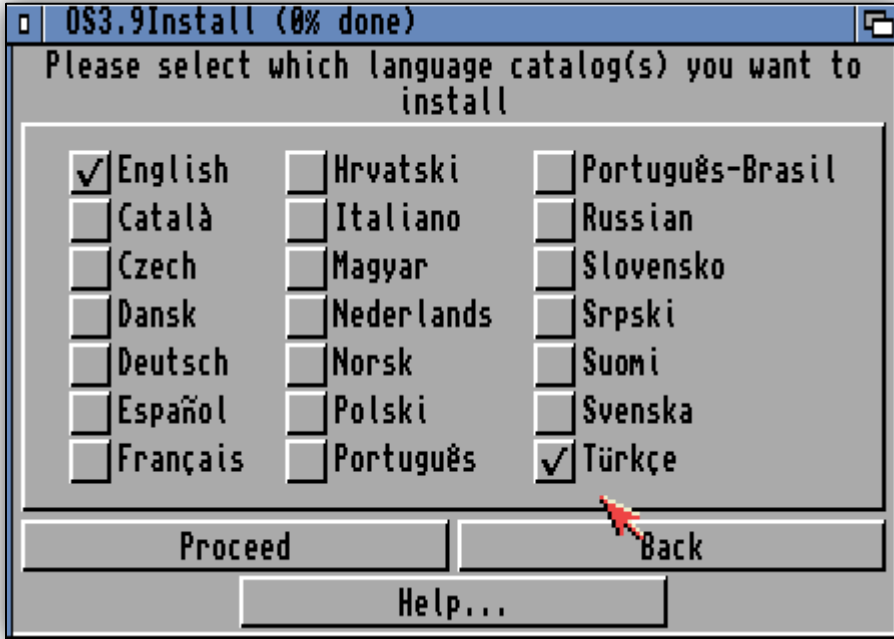 OS3.9Install (0% done)
Please select which language catalog(s) you want to
install
English
Català
Czech
Dansk
Deutsch
Español
Français
Hrvatski
Italiano
Magyar
Nederlands
Norsk
Polski
Português
Português-Brasil
Russian
Slovensko
Srpski
Suomi
Svenska
Türkçe
Proceed
Back
Help...